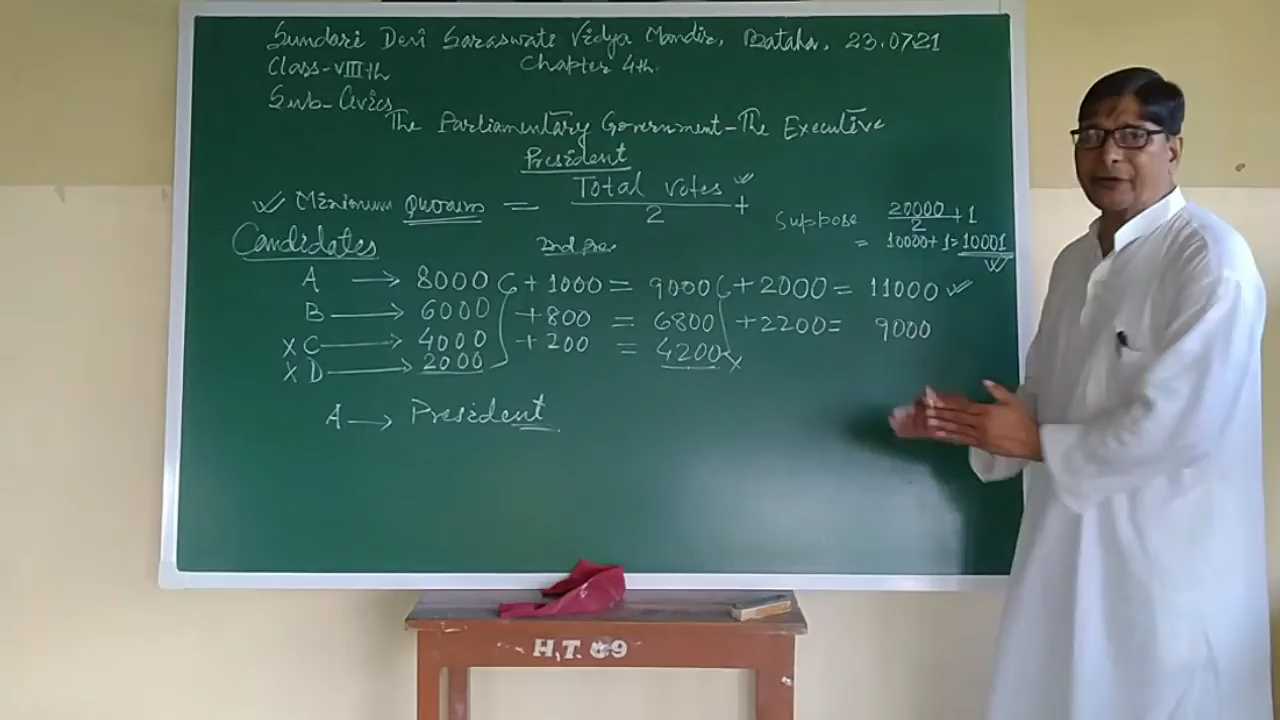 Sundari Devi Saraswati Vidya Mandir, Bataha, 23.07.21
Class-VIIIth
Chapter 4th.
Sub-Civics
The Parliamentary Government-The Executive
President
✓ Minimum Quorum = Total votes ✓ / 2 +
Suppose 20000/2 + 1
= 10000+1=10001 ✓
Candidates 2nd
A → 8000 + 1000 = 9000 + 2000 = 11000 ✓
B → 6000 +800 = 6800 +2200= 9000
X C → 4000 + 200 = 4200 X
X D → 2000
A → President
H.T. 69